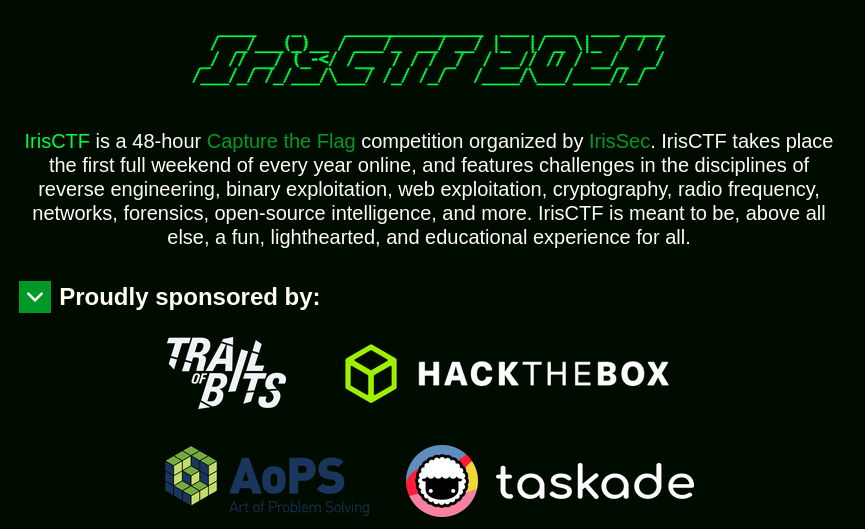 IrisCTF 2024
IrisCTF is a 48-hour Capture the Flag competition organized by IrisSec. IrisCTF takes place
the first full weekend of every year online, and features challenges in the disciplines of
reverse engineering, binary exploitation, web exploitation, cryptography, radio frequency,
networks, forensics, open-source intelligence, and more. IrisCTF is meant to be, above all
else, a fun, lighthearted, and educational experience for all.
Proudly sponsored by:
TRAIL
OF
BITS
HACKTHEBOX
AoPS
Art of Problem Solving
taskade